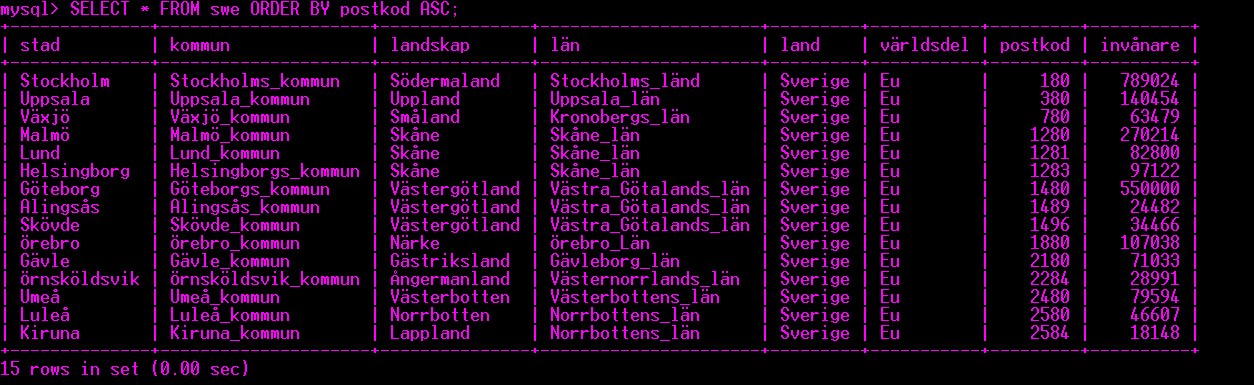 mysql> SELECT * FROM swe ORDER BY postkod ASC;
+---------------+---------------------+--------------+----------------------+---------+-----------+---------+----------+
| stad | kommun | landskap | län | land | världsdel | postkod | invånare |
+---------------+---------------------+--------------+----------------------+---------+-----------+---------+----------+
| Stockholm | Stockholms_kommun | Södermaland | Stockholms_länd | Sverige | Eu | 180 | 789024 |
| Uppsala | Uppsala_kommun | Uppland | Uppsala_län | Sverige | Eu | 380 | 140454 |
| Växjö | Växjö_kommun | Småland | Kronobergs_län | Sverige | Eu | 780 | 63479 |
| Malmö | Malmö_kommun | Skåne | Skåne_län | Sverige | Eu | 1280 | 270214 |
| Lund | Lund_kommun | Skåne | Skåne_län | Sverige | Eu | 1281 | 82800 |
| Helsingborg | Helsingborgs_kommun | Skåne | Skåne_län | Sverige | Eu | 1283 | 97122 |
| Göteborg | Göteborgs_kommun | Västergötland | Västra_Götalands_län | Sverige | Eu | 1480 | 550000 |
| Alingsås | Alingsås_kommun | Västergötland | Västra_Götalands_län | Sverige | Eu | 1489 | 24482 |
| Skövde | Skövde_kommun | Västergötland | Västra_Götalands_län | Sverige | Eu | 1496 | 34466 |
| örebro | örebro_kommun | Närke | örebro_Län | Sverige | Eu | 1880 | 107038 |
| Gävle | Gävle_kommun | Gästriksland | Gävleborg_län | Sverige | Eu | 2180 | 71033 |
| örnsköldsvik | örnsköldsvik_kommun | Ångermanland | Västernorrlands_län | Sverige | Eu | 2284 | 28991 |
| Umeå | Umeå_kommun | Västerbotten | Västerbottens_län | Sverige | Eu | 2480 | 79594 |
| Luleå | Luleå_kommun | Norrbotten | Norrbottens_län | Sverige | Eu | 2580 | 46607 |
| Kiruna | Kiruna_kommun | Lappland | Norrbottens_län | Sverige | Eu | 2584 | 18148 |
+---------------+---------------------+--------------+----------------------+---------+-----------+---------+----------+
15 rows in set (0.00 sec)